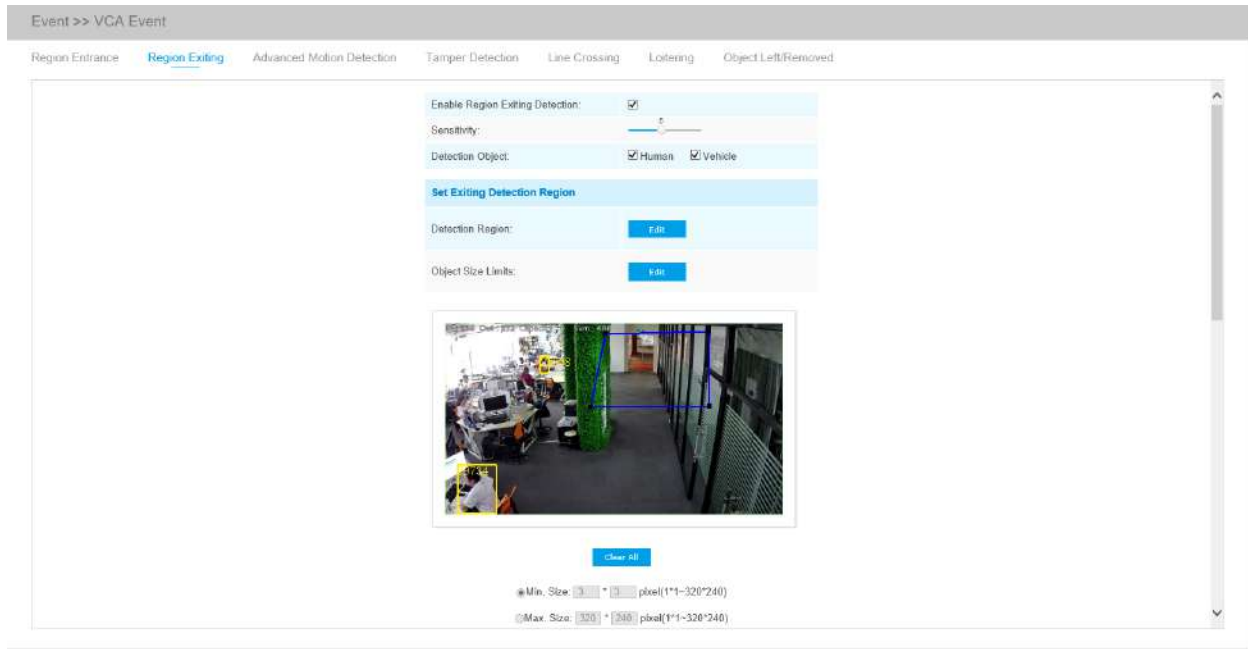 Event >> VCA Event
Region Entrance Region Exiting Advanced Motion Detection Tamper Detection Line Crossing Loitering Object Left/Removed
Enable Region Exiting Detection:
Sensitivity:
Detection Object: Human Vehicle
Set Exiting Detection Region
Detection Region: Edit
Object Size Limits: Edit
Clear All
Min. Size: 3 * 3 pixel(1*1~320*240)
Max. Size: 320 * 240 pixel(1*1~320*240)